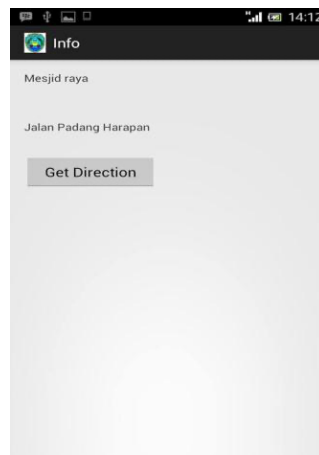 14:12
Info
Mesjid raya
Jalan Padang Harapan
Get Direction